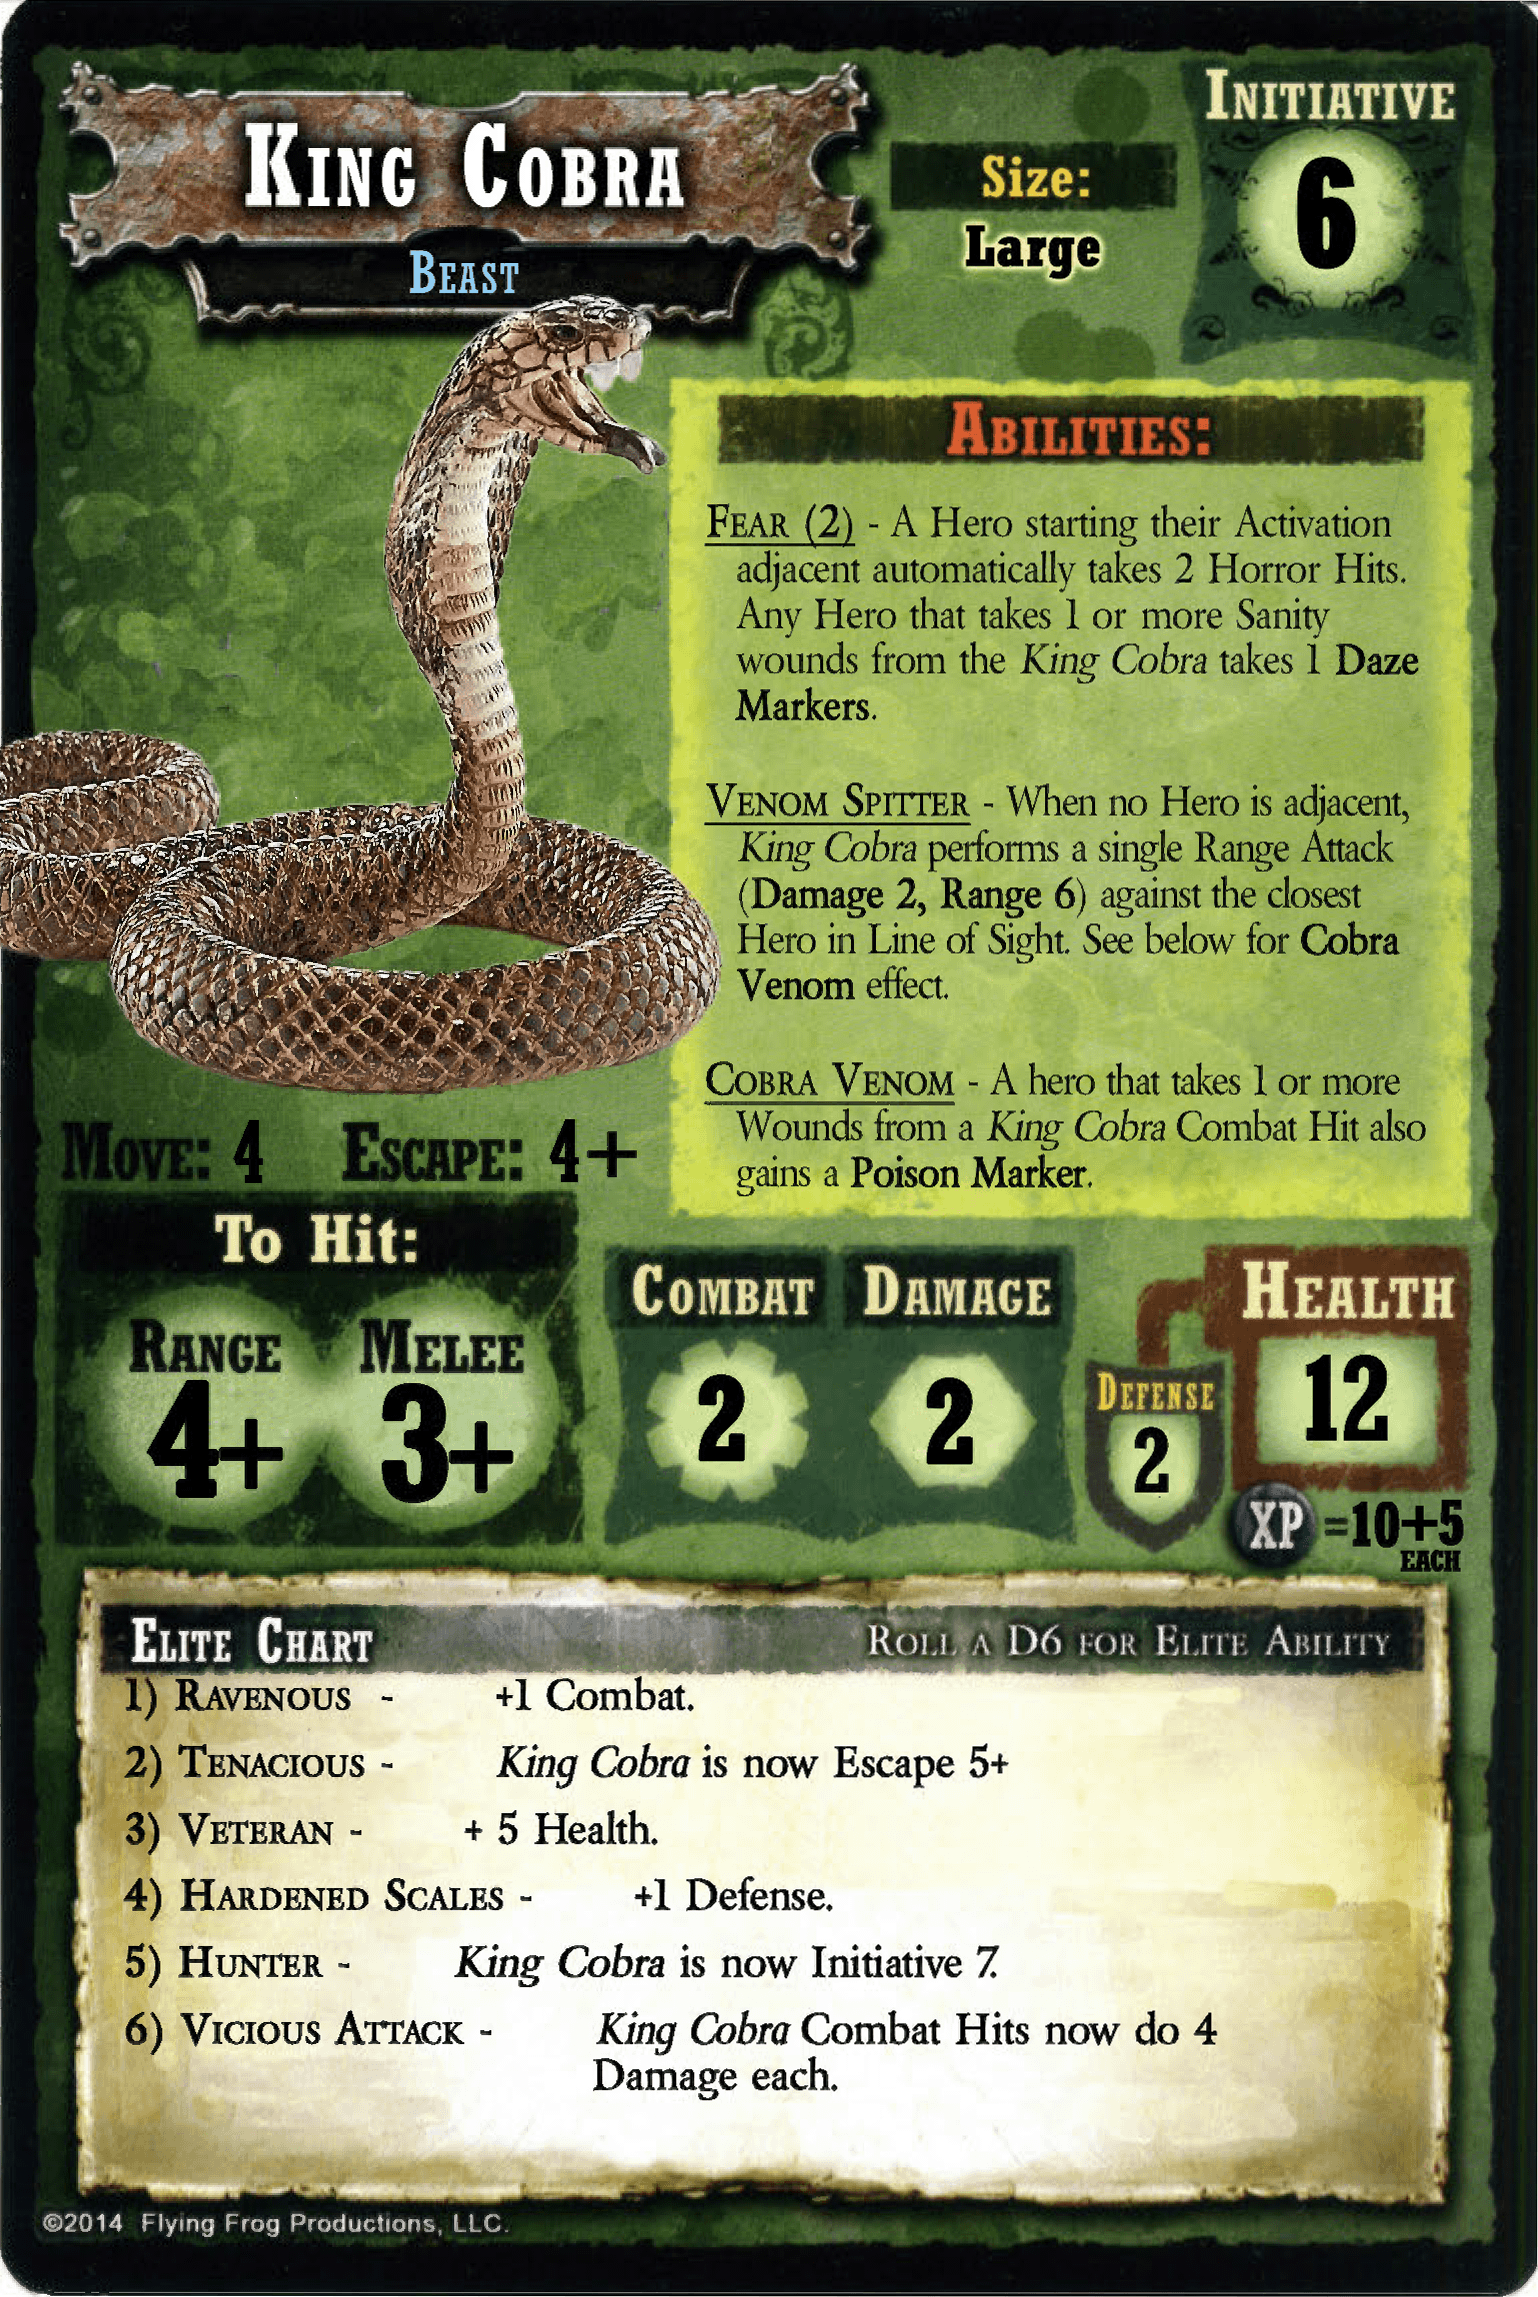 King Cobra
Beast
Size:
Large
Initiative
6
Abilities:
Fear (2) - A Hero starting their Activation
adjacent automatically takes 2 Horror Hits.
Any Hero that takes 1 or more Sanity
wounds from the King Cobra takes 1 Daze
Markers.
Venom Spitter - When no Hero is adjacent,
King Cobra performs a single Range Attack
(Damage 2, Range 6) against the closest
Hero in Line of Sight. See below for Cobra
Venom effect.
Cobra Venom - A hero that takes 1 or more
Wounds from a King Cobra Combat Hit also
gains a Poison Marker.
Move: 4 Escape: 4+
To Hit:
Range Melee
4+ 3+
Combat Damage
2 2
Defense
2
Health
12
XP =10+5
EACH
Elite Chart Roll a D6 for Elite Ability
1) Ravenous - +1 Combat.
2) Tenacious - King Cobra is now Escape 5+
3) Veteran - + 5 Health.
4) Hardened Scales - +1 Defense.
5) Hunter - King Cobra is now Initiative 7.
6) Vicious Attack - King Cobra Combat Hits now do 4
Damage each.
©2014 Flying Frog Productions, LLC.